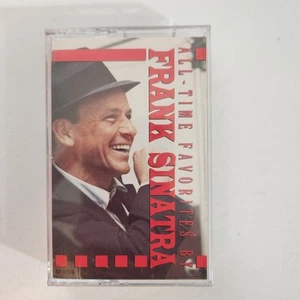 ALL-TIME FAVORITES BY
FRANK SINATRA